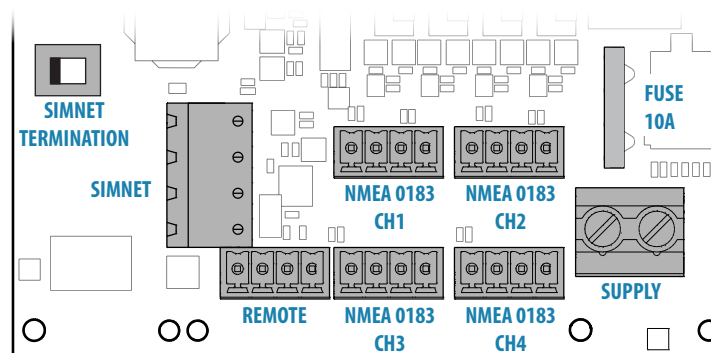 SIMNET
TERMINATION
FUSE
10A
SIMNET
NMEA 0183
CH1
NMEA 0183
CH2
SUPPLY
REMOTE
NMEA 0183
CH3
NMEA 0183
CH4